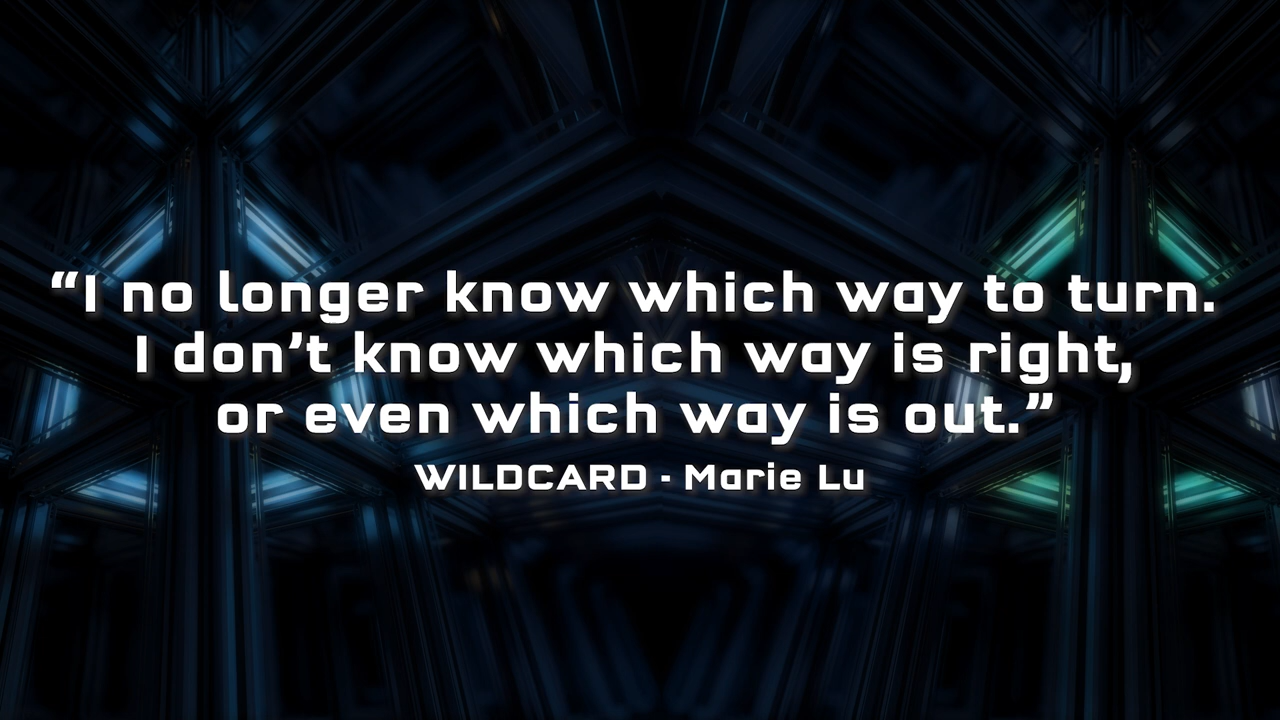 “I no longer know which way to turn.
I don’t know which way is right,
or even which way is out.”
WILDCARD - Marie Lu